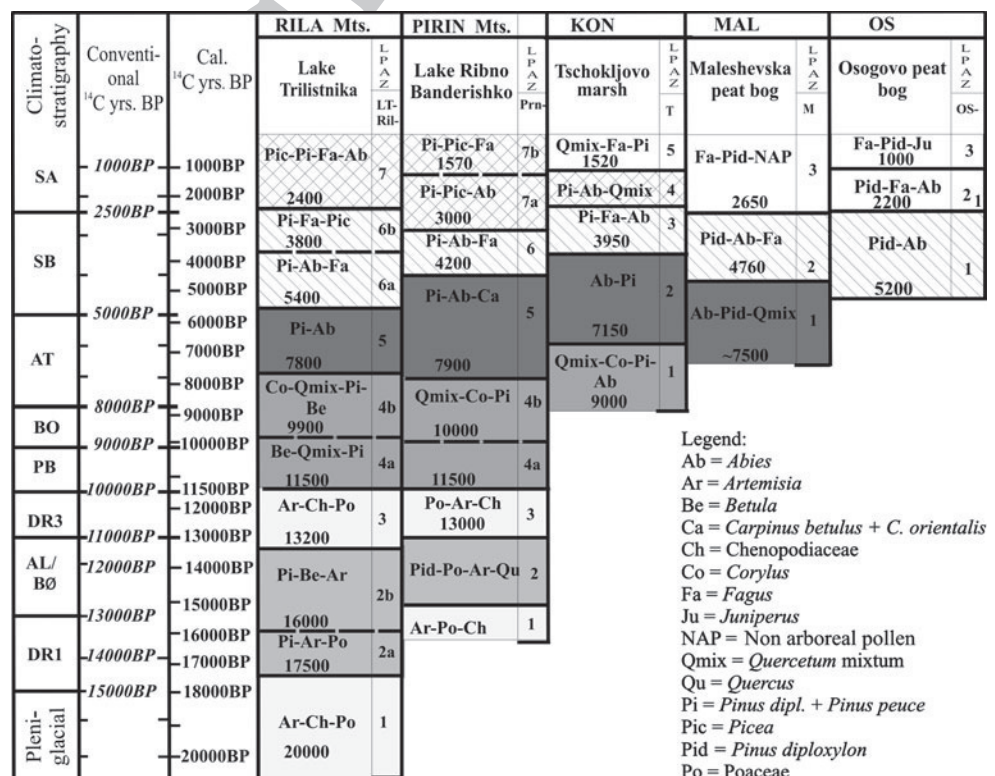 RILA Mts.
PIRIN Mts.
KON
MAL
OS
Climato-
stratigraphy
Conventi-
onal
14C yrs. BP
Cal.
14C yrs. BP
Lake
Trilistnika
LPAZ
LT-
Ril-
Lake Ribno
Banderishko
LPAZ
Prn-
Tschokljovo
marsh
LPAZ
T
Maleshevska
peat bog
LPAZ
M
Osogovo peat
bog
LPAZ
OS-
SA
SB
AT
BO
PB
DR3
AL/
BØ
DR1
Pleni-
glacial
1000BP
2500BP
5000BP
8000BP
9000BP
10000BP
11000BP
12000BP
13000BP
14000BP
15000BP
1000BP
2000BP
3000BP
4000BP
5000BP
6000BP
7000BP
8000BP
9000BP
10000BP
11500BP
12000BP
13000BP
14000BP
15000BP
16000BP
17000BP
18000BP
20000BP
Pic-Pi-Fa-Ab
2400
7
Pi-Fa-Pic
3800
6b
Pi-Ab-Fa
5400
6a
Pi-Ab
7800
5
Co-Qmix-Pi-
Be
9900
4b
Be-Qmix-Pi
11500
4a
Ar-Ch-Po
13200
3
Pi-Be-Ar
16000
2b
Pi-Ar-Po
17500
2a
Ar-Ch-Po
20000
1
Pi-Pic-Fa
1570
7b
Pi-Pic-Ab
3000
7a
Pi-Ab-Fa
4200
6
Pi-Ab-Ca
7900
5
Qmix-Co-Pi
10000
4b
11500
4a
Po-Ar-Ch
13000
3
Pid-Po-Ar-Qu
2
Ar-Po-Ch
1
Qmix-Fa-Pi
1520
5
Pi-Ab-Qmix
4
Pi-Fa-Ab
3950
3
Ab-Pi
7150
2
Qmix-Co-Pi-
Ab
9000
1
Fa-Pid-NAP
2650
3
Pid-Ab-Fa
4760
2
Ab-Pid-Qmix
~7500
1
Fa-Pid-Ju
1000
3
Pid-Fa-Ab
2200
2
1
Pid-Ab
5200
1
Legend:
Ab = Abies
Ar = Artemisia
Be = Betula
Ca = Carpinus betulus + C. orientalis
Ch = Chenopodiaceae
Co = Corylus
Fa = Fagus
Ju = Juniperus
NAP = Non arboreal pollen
Qmix = Quercetum mixtum
Qu = Quercus
Pi = Pinus dipl. + Pinus peuce
Pic = Picea
Pid = Pinus diploxylon
Po = Poaceae